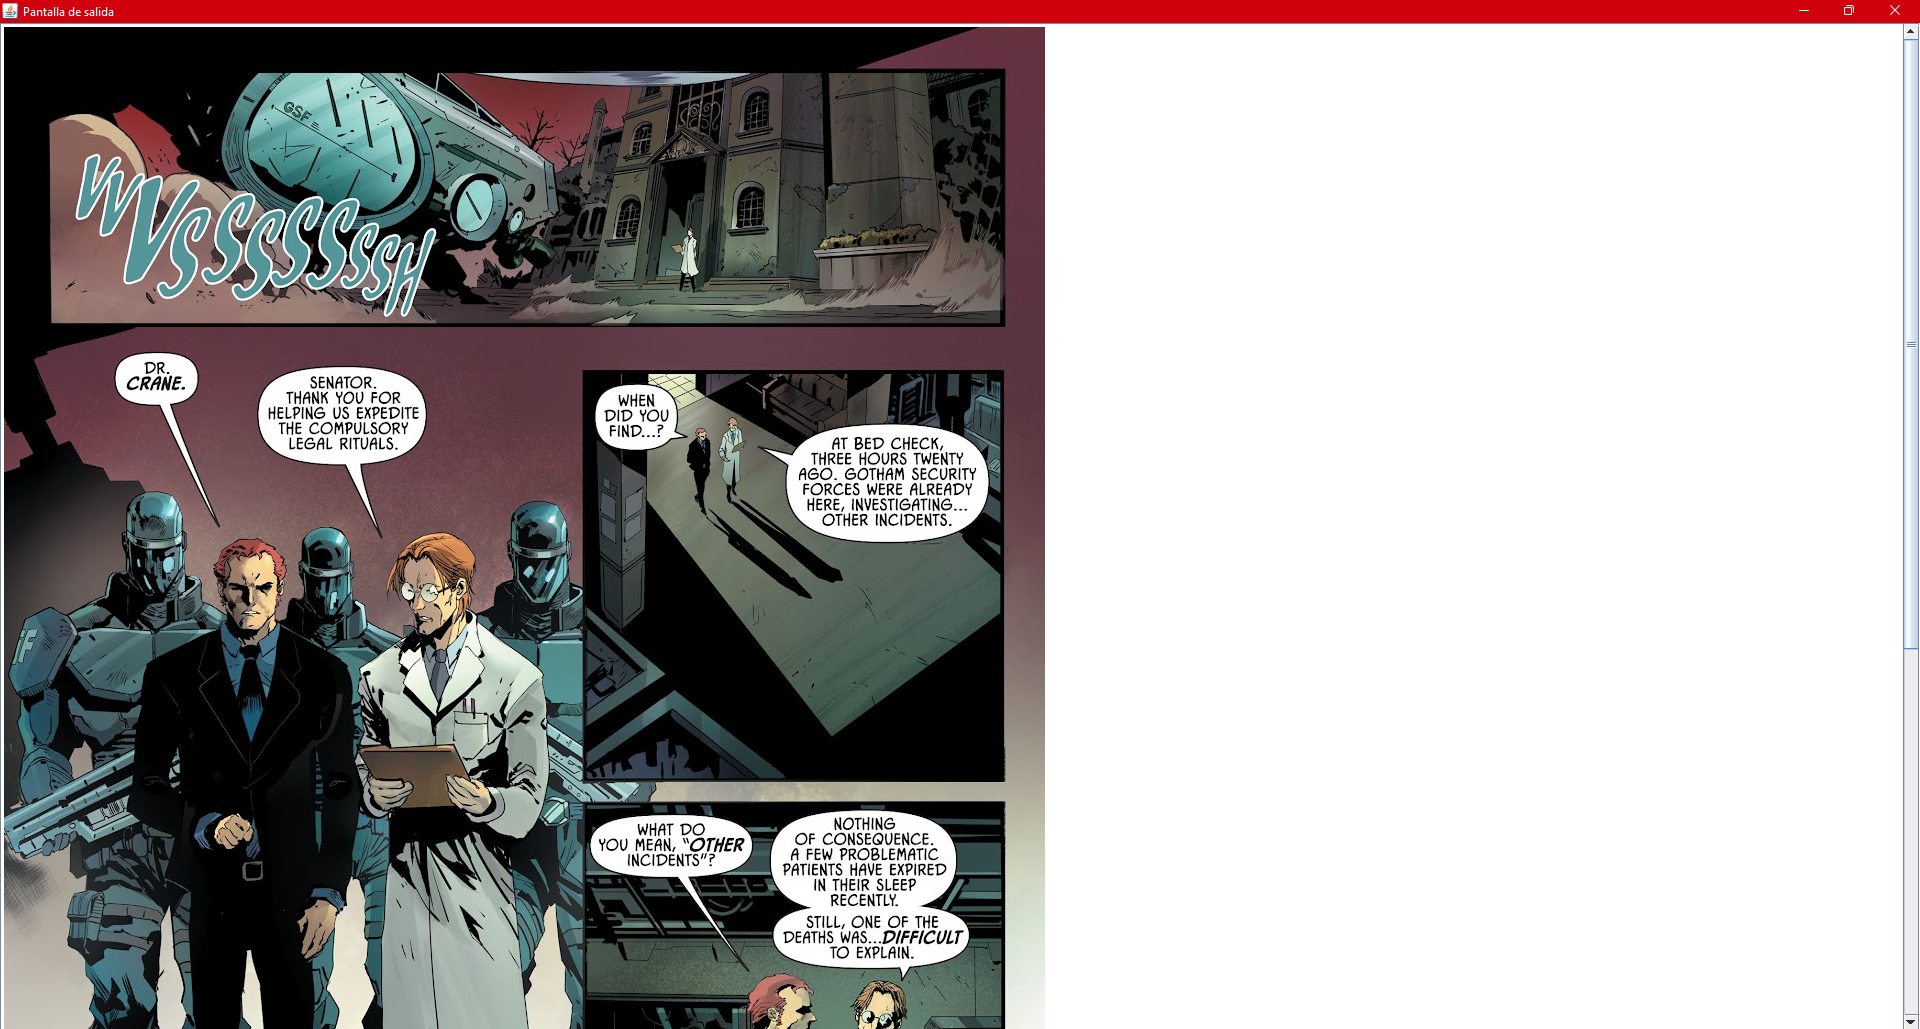 Pantalla de salida
GSF
VVVSSSSSSSSH
DR.
CRANE.
SENATOR.
THANK YOU FOR
HELPING US EXPEDITE
THE COMPULSORY
LEGAL RITUALS.
WHEN
DID YOU
FIND...?
AT BED CHECK,
THREE HOURS TWENTY
AGO. GOTHAM SECURITY
FORCES WERE ALREADY
HERE, INVESTIGATING...
OTHER INCIDENTS.
WHAT DO
YOU MEAN, "OTHER
INCIDENTS"?
NOTHING
OF CONSEQUENCE.
A FEW PROBLEMATIC
PATIENTS HAVE EXPIRED
IN THEIR SLEEP
RECENTLY.
STILL, ONE OF THE
DEATHS WAS...DIFFICULT
TO EXPLAIN.